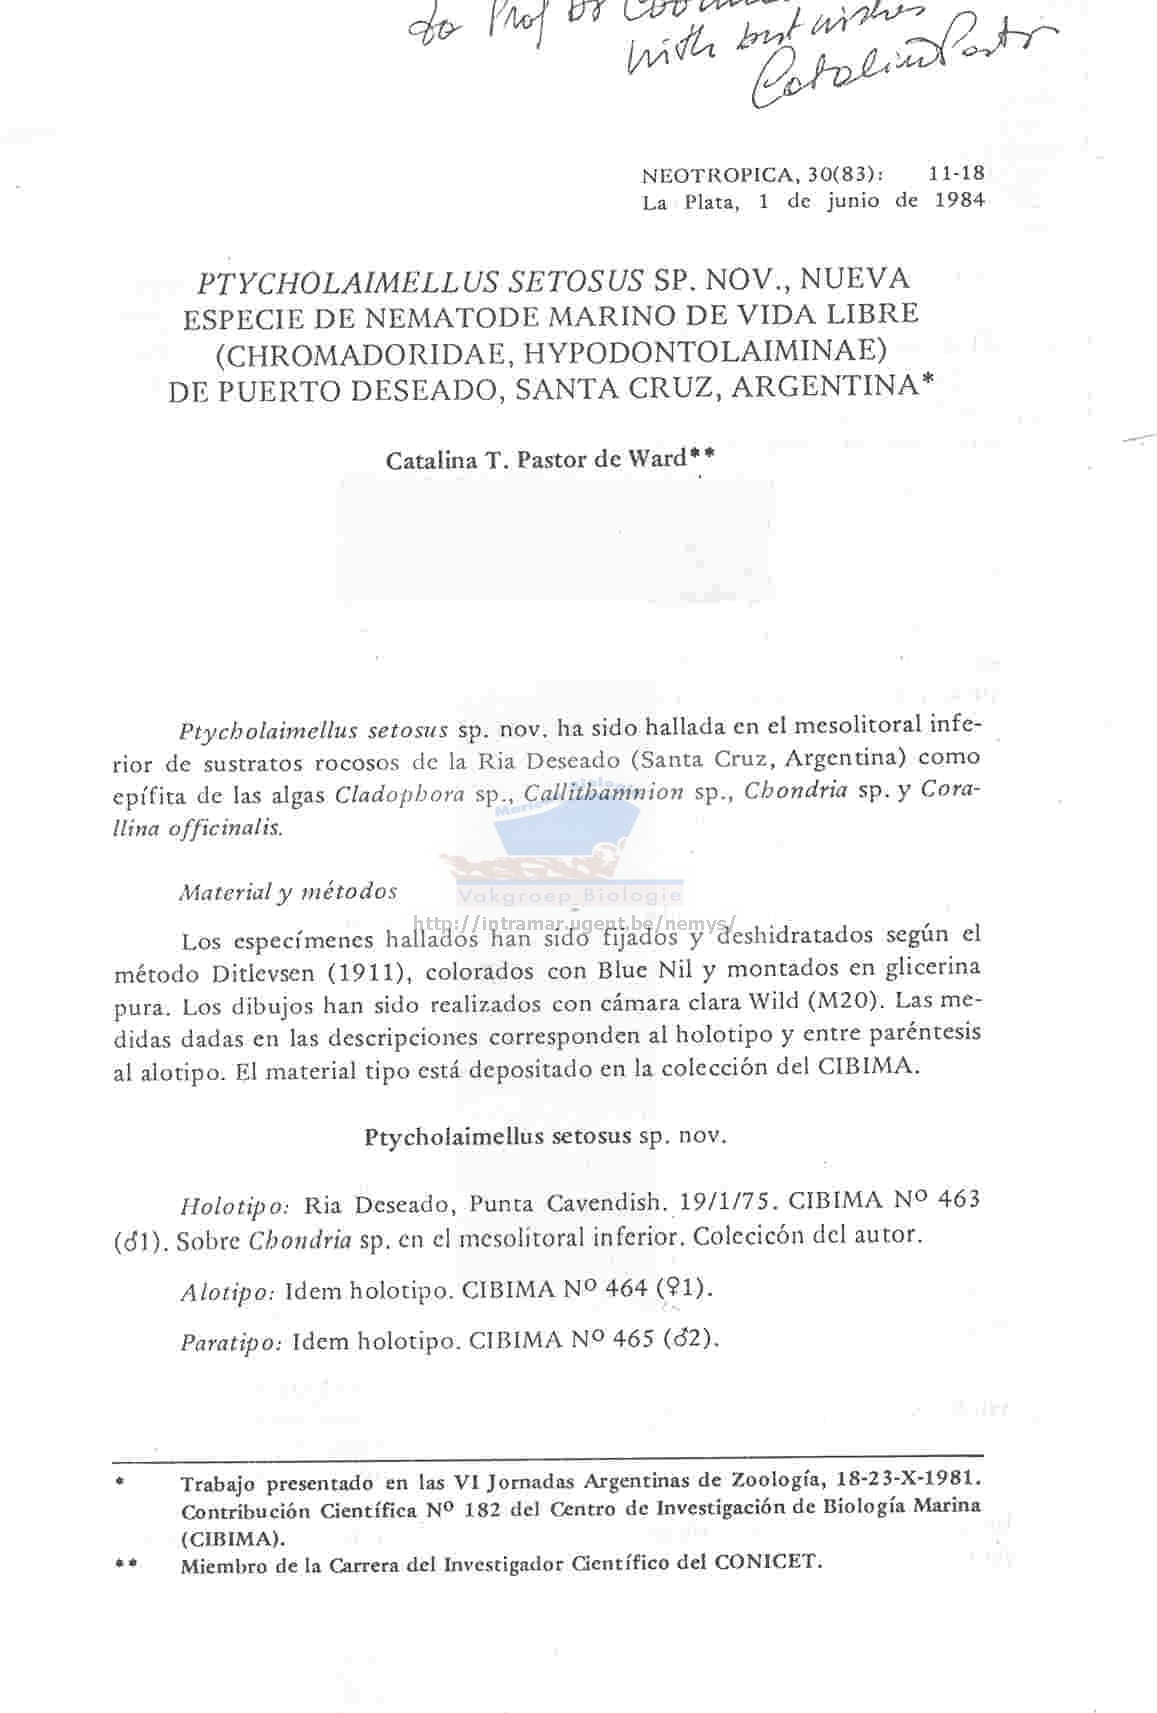 to Prof Dr
with best wishes
Catalina Pastor
NEOTROPICA, 30(83): 11-18
La Plata, 1 de junio de 1984
PTYCHOLAIMELLUS SETOSUS SP. NOV., NUEVA
ESPECIE DE NEMATODE MARINO DE VIDA LIBRE
(CHROMADORIDAE, HYPODONTOLAIMINAE)
DE PUERTO DESEADO, SANTA CRUZ, ARGENTINA*
Catalina T. Pastor de Ward**
Ptycholaimellus setosus sp. nov. ha sido hallada en el mesolitoral infe-
rior de sustratos rocosos de la Ria Deseado (Santa Cruz, Argentina) como
epífita de las algas Cladophora sp., Callithamnion sp., Chondria sp. y Cora-
llina officinalis.
Material y métodos
Vakgroep Biologie
http://intramar.ugent.be/nemys/
Los especímenes hallados han sido fijados y deshidratados según el
método Ditlevsen (1911), colorados con Blue Nil y montados en glicerina
pura. Los dibujos han sido realizados con cámara clara Wild (M20). Las me-
didas dadas en las descripciones corresponden al holotipo y entre paréntesis
al alotipo. El material tipo está depositado en la colección del CIBIMA.
Ptycholaimellus setosus sp. nov.
Holotipo: Ria Deseado, Punta Cavendish. 19/1/75. CIBIMA Nº 463
(♂1). Sobre Chondria sp. en el mesolitoral inferior. Colecicón del autor.
Alotipo: Idem holotipo. CIBIMA Nº 464 (♀1).
Paratipo: Idem holotipo. CIBIMA Nº 465 (♂2).
* Trabajo presentado en las VI Jornadas Argentinas de Zoología, 18-23-X-1981.
Contribución Científica Nº 182 del Centro de Investigación de Biología Marina
(CIBIMA).
** Miembro de la Carrera del Investigador Científico del CONICET.